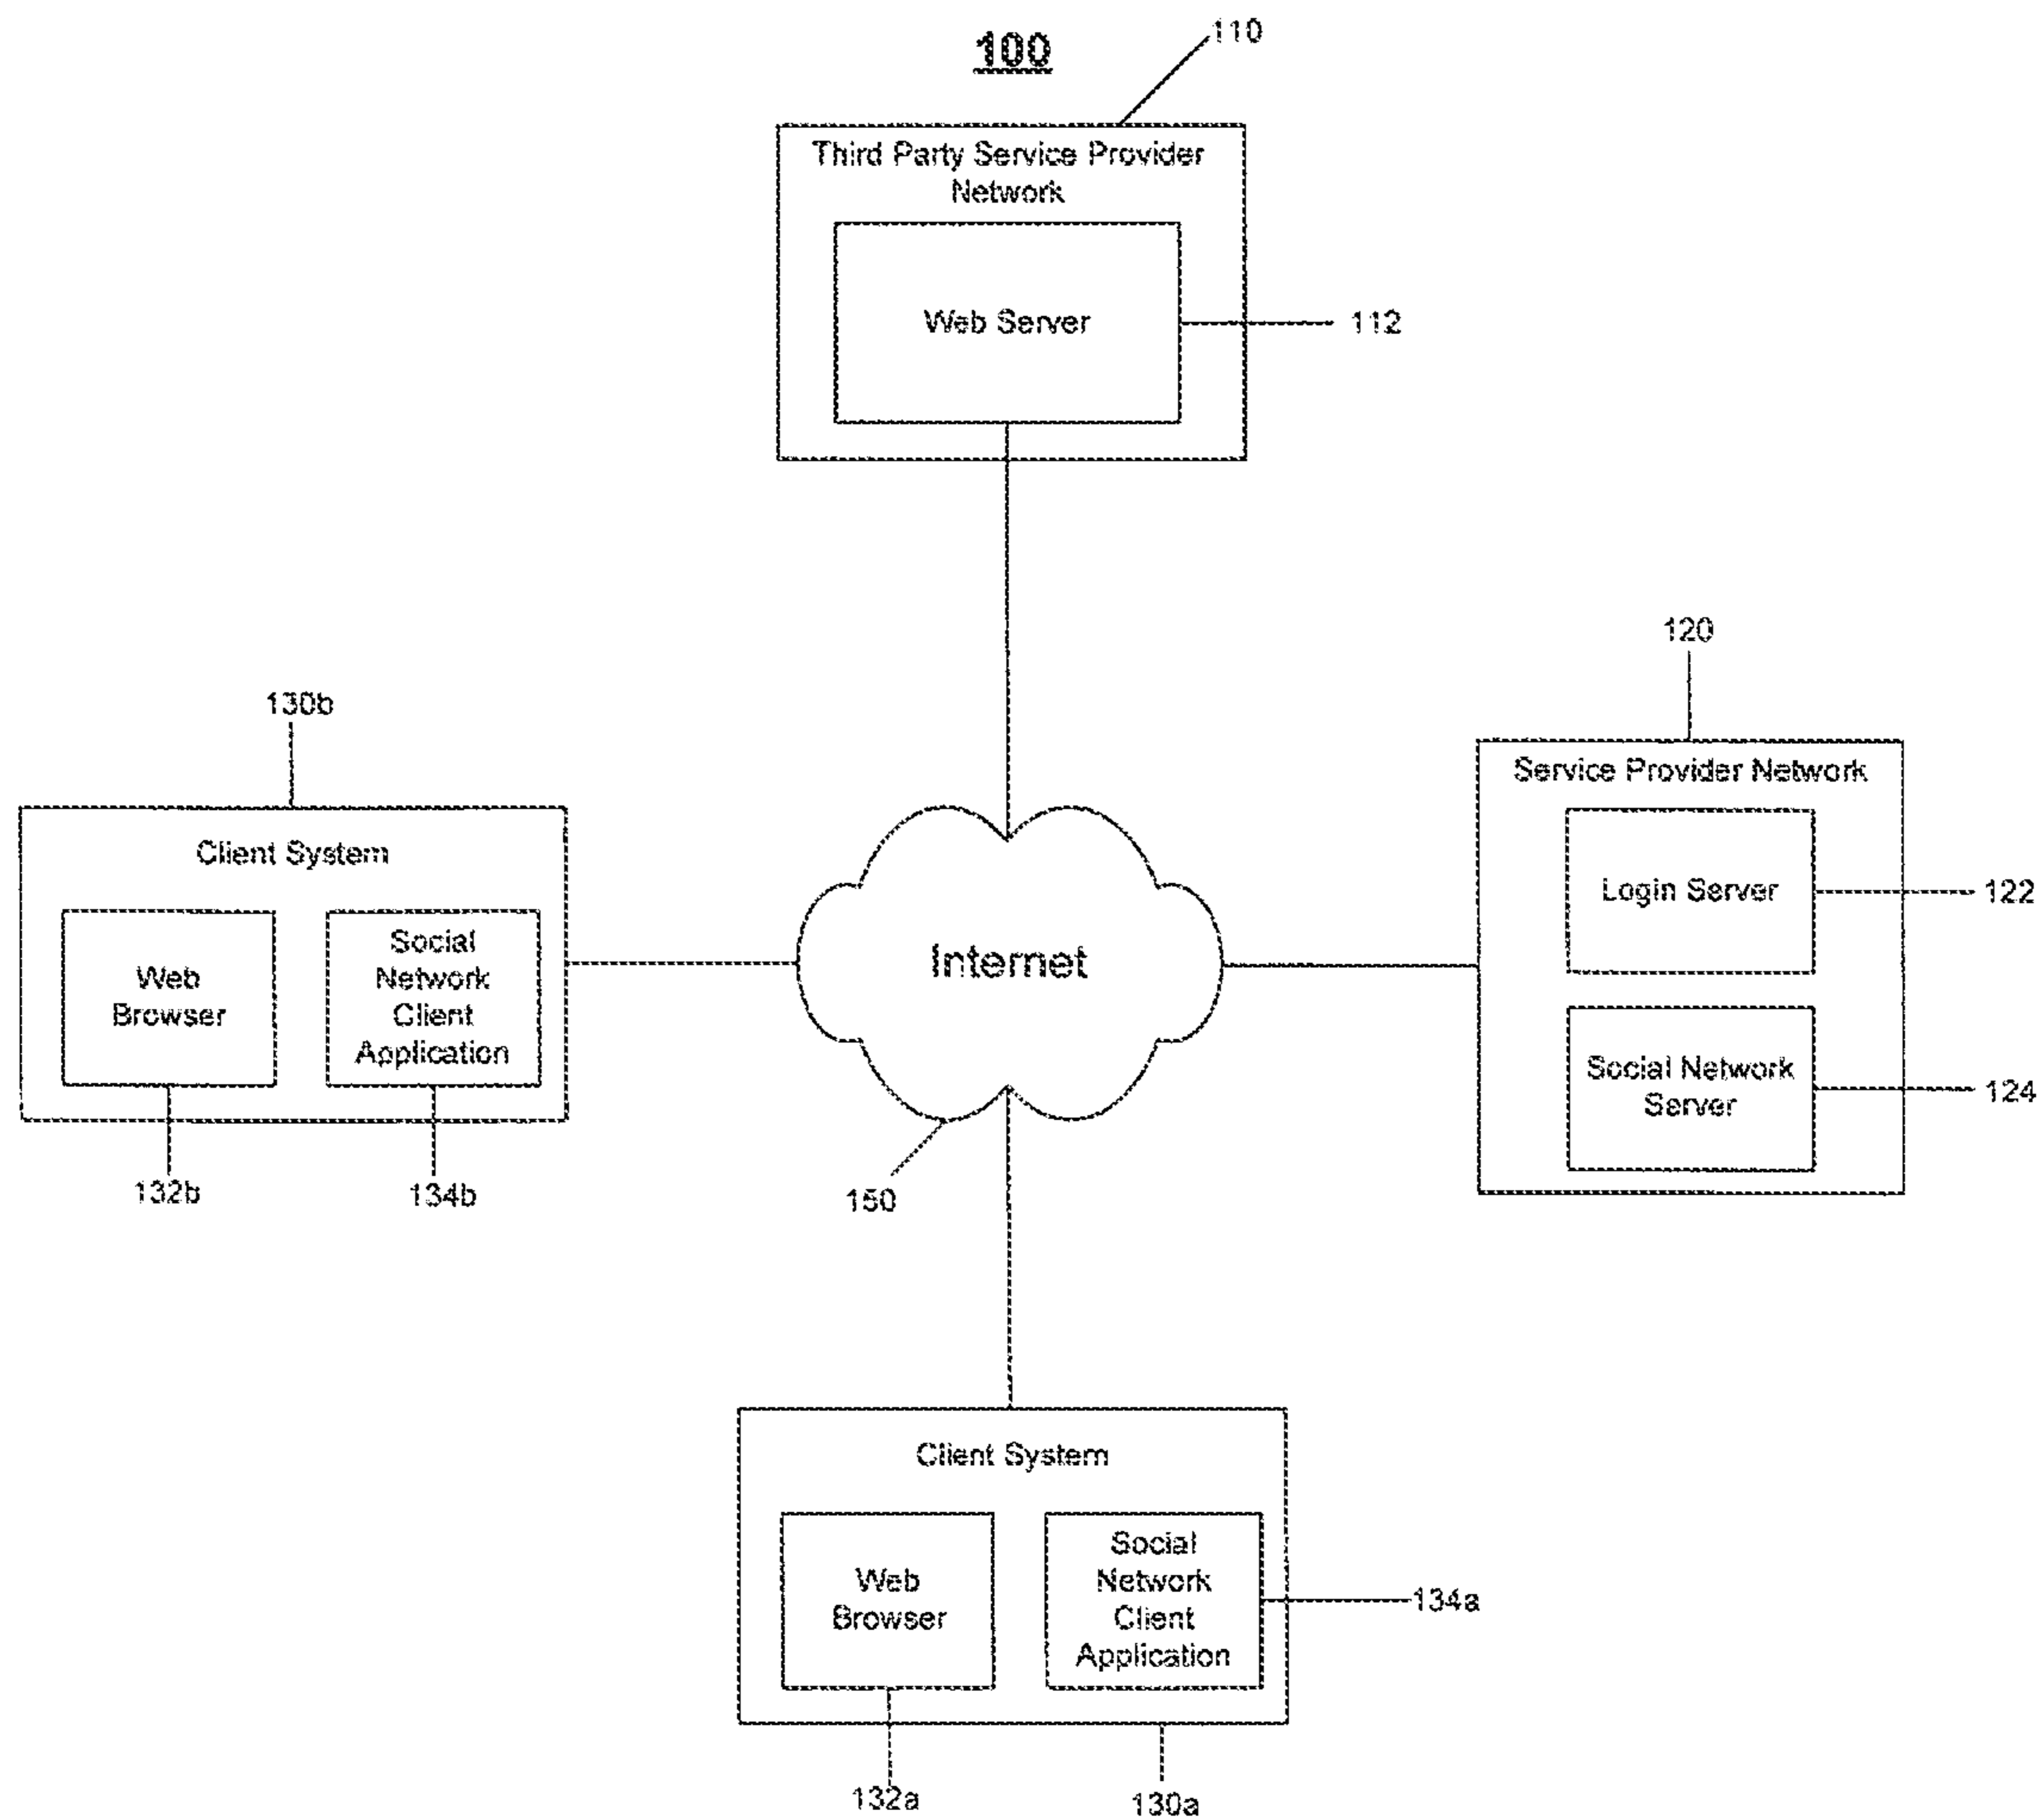 100
110
Third Party Service Provider
Network
Web Server
112
120
Service Provider Network
Login Server
122
Social Network
Server
124
130b
Client System
Web
Browser
Social
Network
Client
Application
132b
134b
Internet
150
Client System
Web
Browser
Social
Network
Client
Application
134a
132a
130a